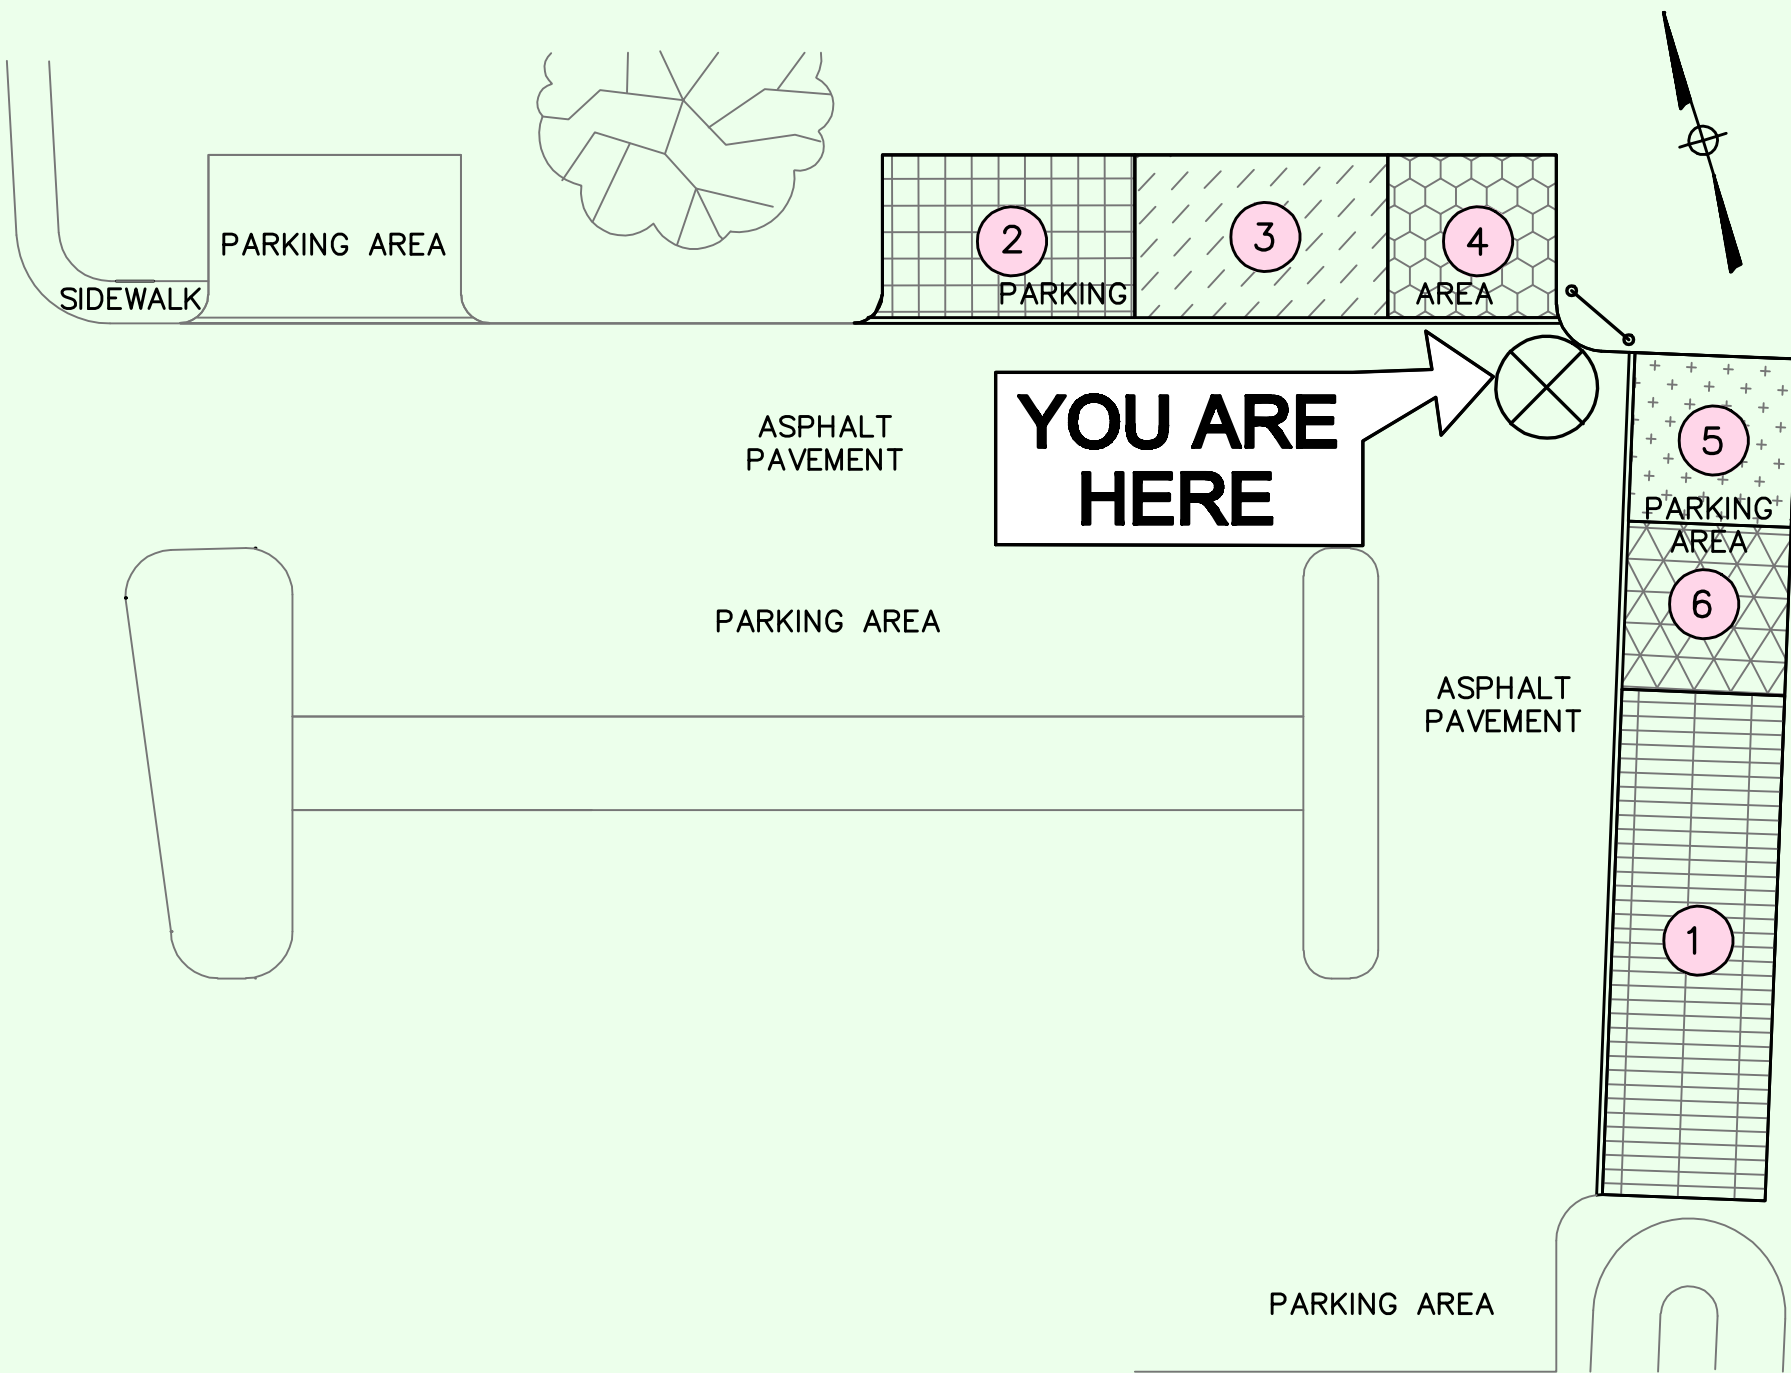 PARKING AREA
SIDEWALK
2
3
4
PARKING AREA
YOU ARE
HERE
ASPHALT
PAVEMENT
5
PARKING
AREA
6
PARKING AREA
ASPHALT
PAVEMENT
1
PARKING AREA